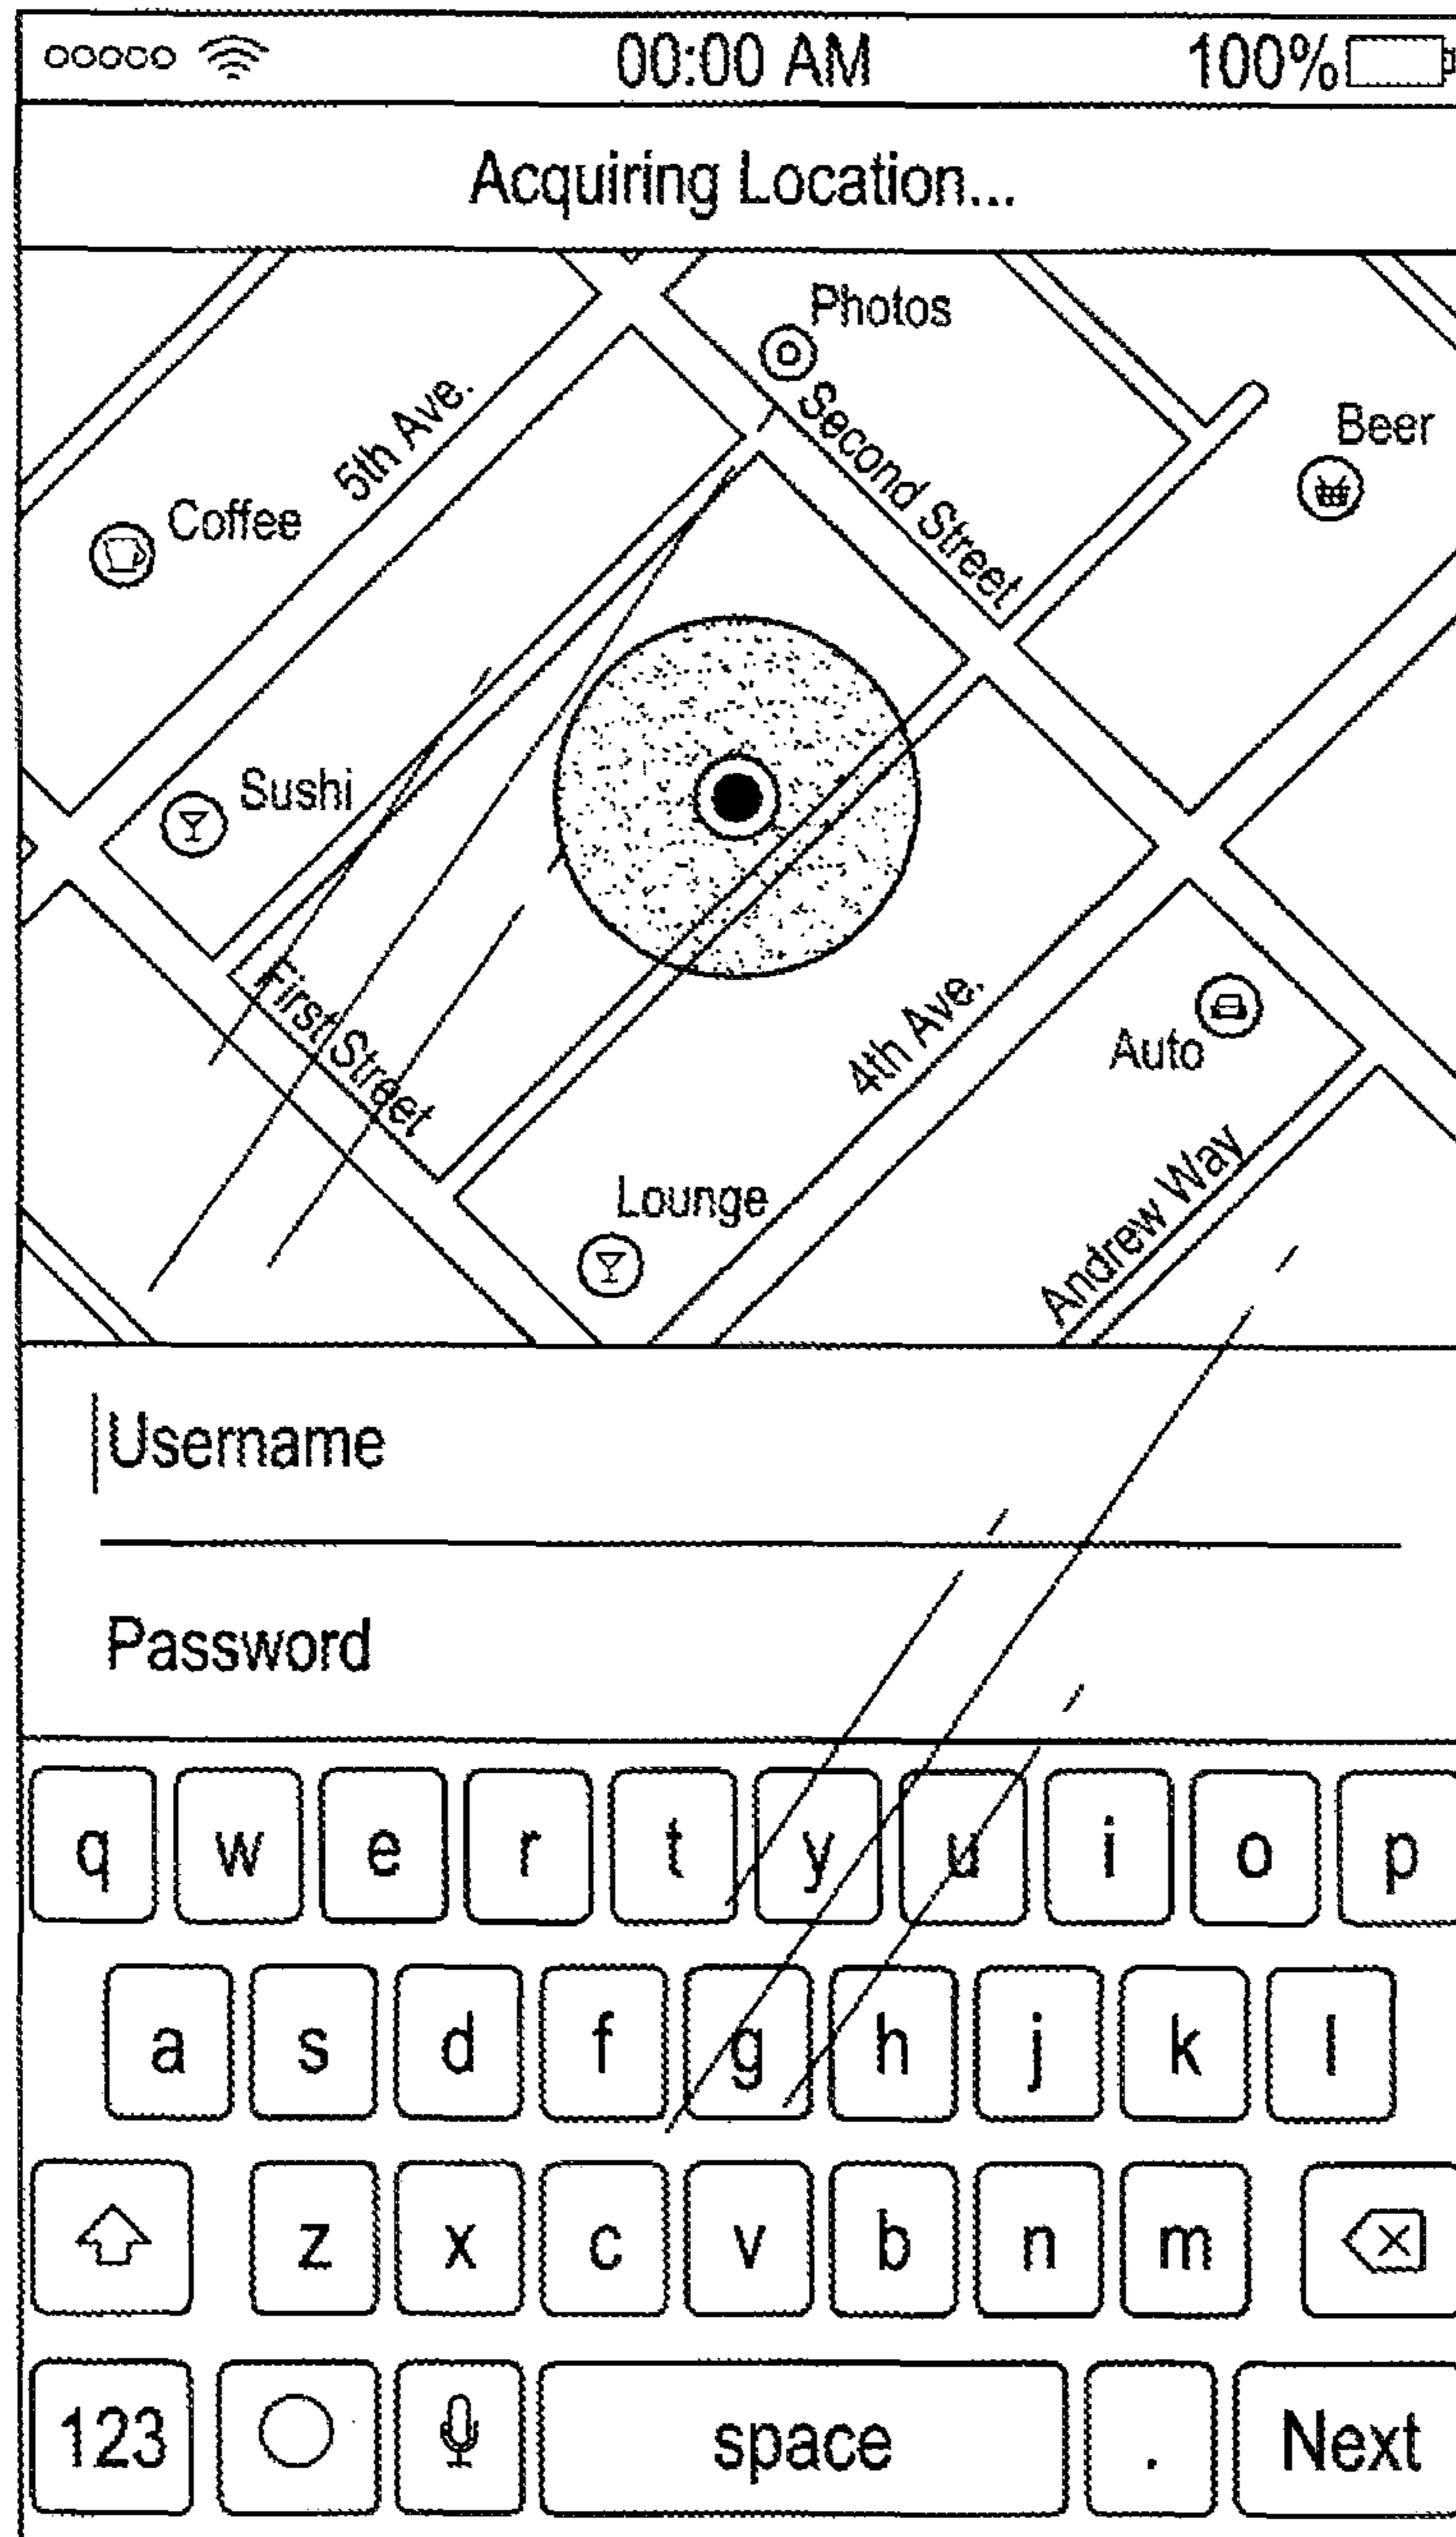 00:00 AM 100%
Acquiring Location...
Photos
5th Ave.
Second Street
Beer
Coffee
Sushi
First Street
4th Ave.
Auto
Lounge
Andrew Way
Username
Password
q w e r t y u i o p
a s d f g h j k l
z x c v b n m
123 space . Next